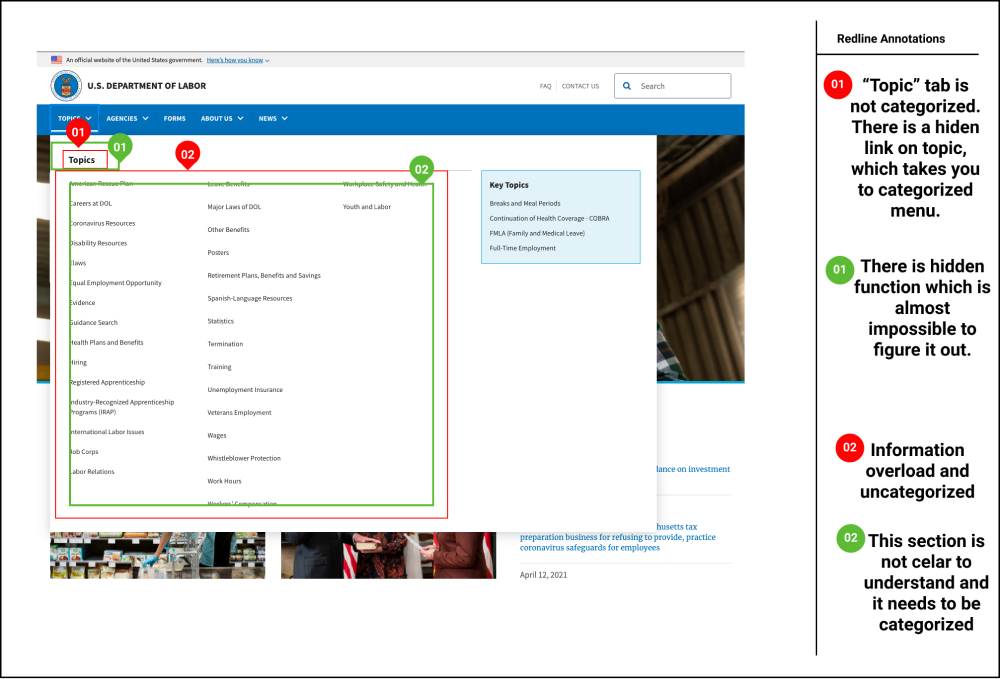 An official website of the United States government. Here's how you know
U.S. DEPARTMENT OF LABOR
FAQ
CONTACT US
Search
TOPICS
AGENCIES
FORMS
ABOUT US
NEWS
01
01
02
02
Topics
American Rescue Plan
Careers at DOL
Coronavirus Resources
Disability Resources
Elaws
Equal Employment Opportunity
Evidence
Guidance Search
Health Plans and Benefits
Hiring
Registered Apprenticeship
Industry-Recognized Apprenticeship
Programs (IRAP)
International Labor Issues
Job Corps
Labor Relations
Leave Benefits
Major Laws of DOL
Other Benefits
Posters
Retirement Plans, Benefits and Savings
Spanish-Language Resources
Statistics
Termination
Training
Unemployment Insurance
Veterans Employment
Wages
Whistleblower Protection
Work Hours
Workers' Compensation
Workplace Safety and Health
Youth and Labor
Key Topics
Breaks and Meal Periods
Continuation of Health Coverage - COBRA
FMLA (Family and Medical Leave)
Full-Time Employment
ance on investment
husetts tax
preparation business for refusing to provide, practice
coronavirus safeguards for employees
April 12, 2021
Redline Annotations
01
“Topic” tab is
not categorized.
There is a hiden
link on topic,
which takes you
to categorized
menu.
01
There is hidden
function which is
almost
impossible to
figure it out.
02
Information
overload and
uncategorized
02
This section is
not celar to
understand and
it needs to be
categorized